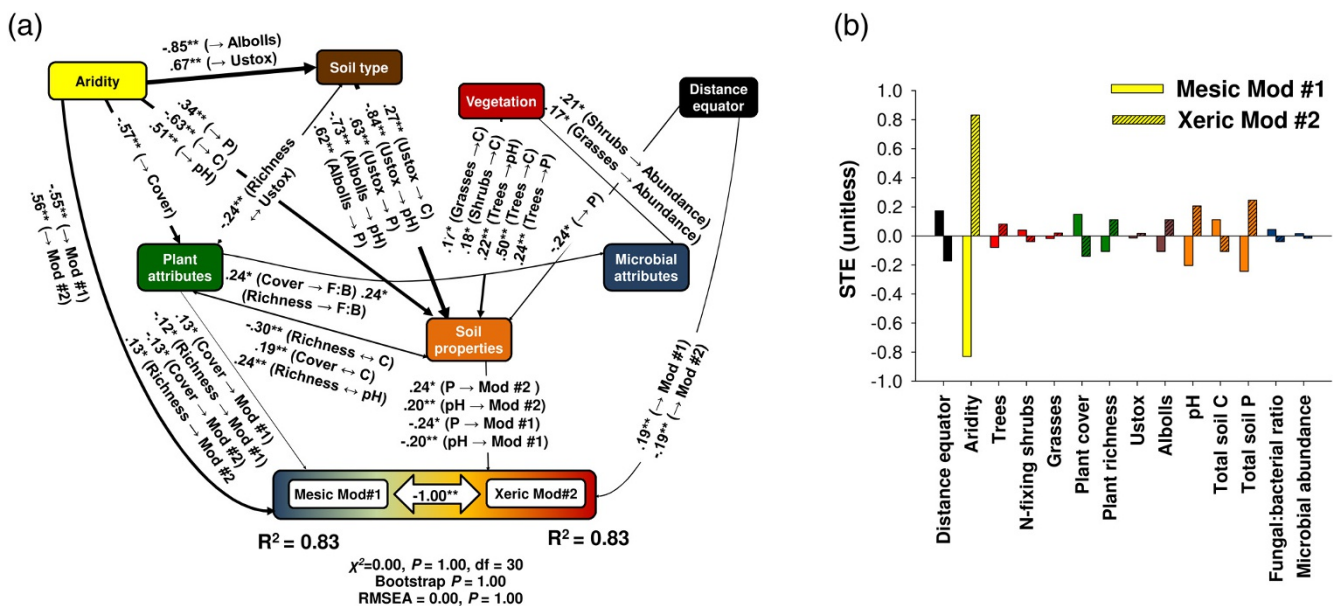 (a)
-.85** (→ Albolls)
.67** (→ Ustox)
Aridity
Soil type
Vegetation
Distance
equator
.34** (→ P)
-.63** (→ C)
.51** (→ pH)
-.57** (→ Cover)
-.24** (Richness
↔ Ustox)
.27** (Ustox → C)
-.84** (Ustox → pH)
.63** (Ustox → P)
-.73** (Albolls → pH)
.62** (Albolls → P)
.17* (Grasses → C)
.18* (Shrubs → C)
.22** (Trees → pH)
.50** (Trees → C)
.24** (Trees → P)
.21* (Shrubs → Abundance)
.17* (Grasses → Abundance)
-.24* (→ P)
-.55** (→ Mod #1)
.56** (→ Mod #2)
Plant
attributes
Microbial
attributes
.24* (Cover → F:B) .24*
(Richness → F:B)
Soil
properties
-.30** (Richness ↔ C)
.19** (Cover ↔ C)
.24** (Richness ↔ pH)
.13* (Cover → Mod #1)
-.12* (Richness → Mod #1)
-.13* (Cover → Mod #2)
.13* (Richness → Mod #2
.24* (P → Mod #2 )
.20** (pH → Mod #2)
-.24* (P → Mod #1)
-.20** (pH → Mod #1)
.19** (→ Mod #1)
-.19** (→ Mod #2)
Mesic Mod#1
-1.00**
Xeric Mod#2
R² = 0.83
R² = 0.83
χ²=0.00, P = 1.00, df = 30
Bootstrap P = 1.00
RMSEA = 0.00, P = 1.00
(b)
Mesic Mod #1
Xeric Mod #2
STE (unitless)
1.0
0.8
0.6
0.4
0.2
0.0
-0.2
-0.4
-0.6
-0.8
-1.0
Distance equator
Aridity
Trees
N-fixing shrubs
Grasses
Plant cover
Plant richness
Ustox
Albolls
pH
Total soil C
Total soil P
Fungal:bacterial ratio
Microbial abundance